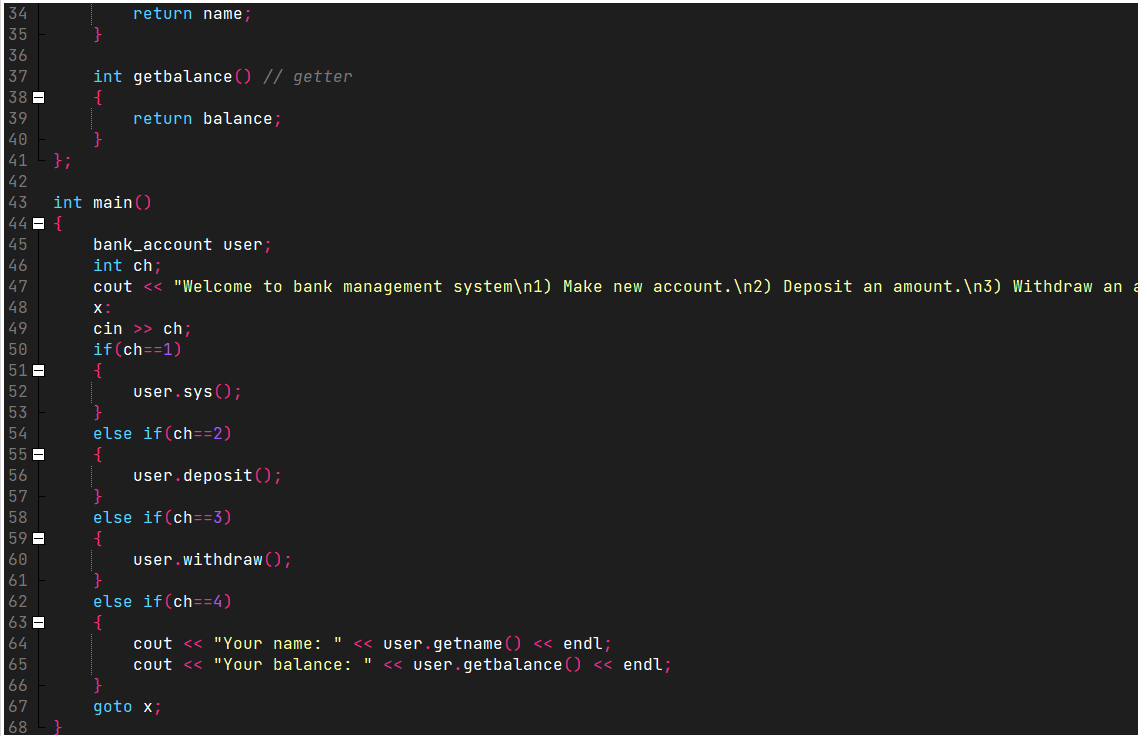 34 return name;
35 }
36
37 int getbalance() // getter
38 {
39 return balance;
40 }
41 };
42
43 int main()
44 {
45 bank_account user;
46 int ch;
47 cout << "Welcome to bank management system\n1) Make new account.\n2) Deposit an amount.\n3) Withdraw an
48 x:
49 cin >> ch;
50 if(ch==1)
51 {
52 user.sys();
53 }
54 else if(ch==2)
55 {
56 user.deposit();
57 }
58 else if(ch==3)
59 {
60 user.withdraw();
61 }
62 else if(ch==4)
63 {
64 cout << "Your name: " << user.getname() << endl;
65 cout << "Your balance: " << user.getbalance() << endl;
66 }
67 goto x;
68 }